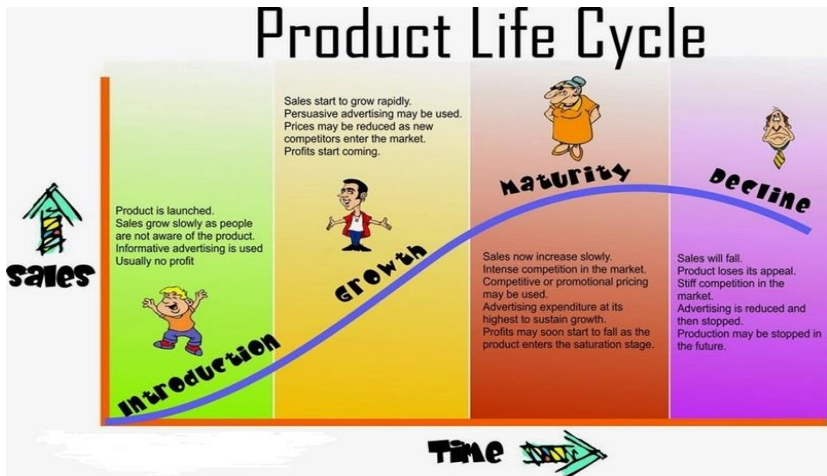 Product Life Cycle
Product is launched.
Sales grow slowly as people
are not aware of the product.
Informative advertising is used
Usually no profit
Introduction
Sales start to grow rapidly.
Persuasive advertising may be used.
Prices may be reduced as new
competitors enter the market.
Profits start coming.
Growth
Maturity
Sales now increase slowly.
Intense competition in the market.
Competitive or promotional pricing
may be used.
Advertising expenditure at its
highest to sustain growth.
Profits may soon start to fall as the
product enters the saturation stage.
Decline
Sales will fall.
Product loses its appeal.
Stiff competition in the
market.
Advertising is reduced and
then stopped.
Production may be stopped in
the future.
Sales
Time